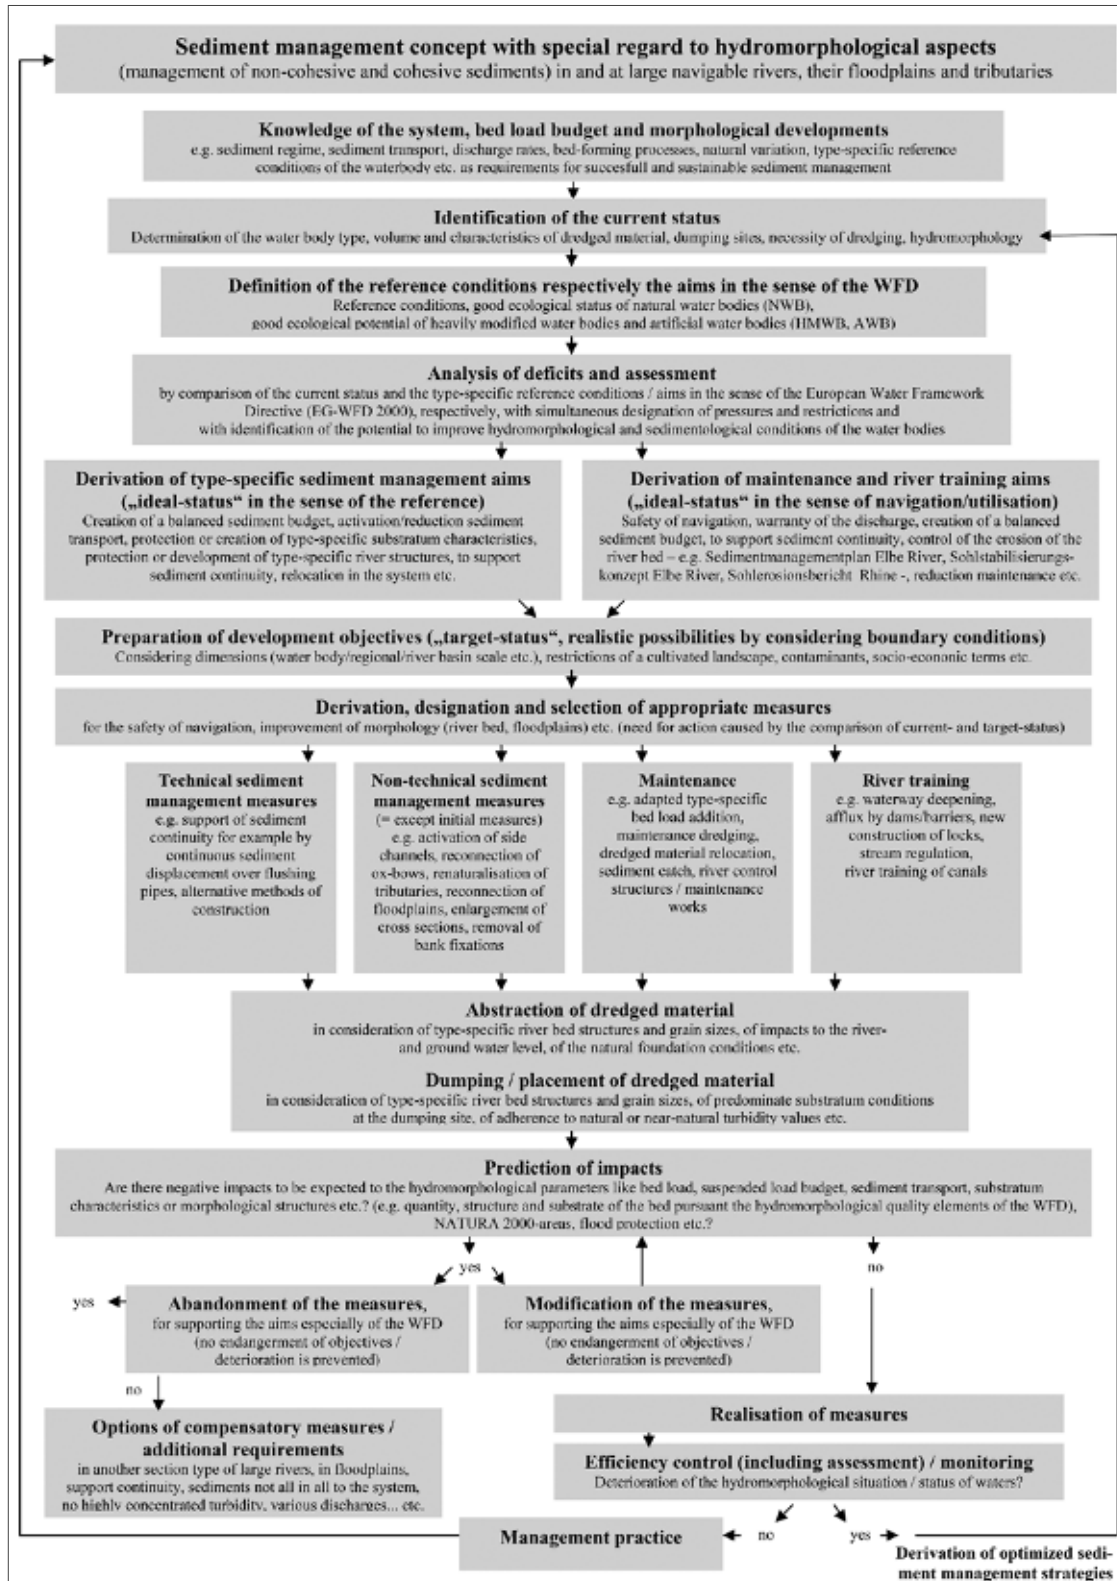 Sediment management concept with special regard to hydromorphological aspects
(management of non-cohesive and cohesive sediments) in and at large navigable rivers, their floodplains and tributaries
Knowledge of the system, bed load budget and morphological developments
e.g. sediment regime, sediment transport, discharge rates, bed-forming processes, natural variation, type-specific reference
conditions of the waterbody etc. as requirements for succesfull and sustainable sediment management
Identification of the current status
Determination of the water body type, volume and characteristics of dredged material, dumping sites, necessity of dredging, hydromorphology
Definition of the reference conditions respectively the aims in the sense of the WFD
Reference conditions, good ecological status of natural water bodies (NWB),
good ecological potential of heavily modified water bodies and artificial water bodies (HMWB, AWB)
Analysis of deficits and assessment
by comparison of the current status and the type-specific reference conditions / aims in the sense of the European Water Framework
Directive (EG-WFD 2000), respectively, with simultaneous designation of pressures and restrictions and
with identification of the potential to improve hydromorphological and sedimentological conditions of the water bodies
Derivation of type-specific sediment management aims
(„ideal-status“ in the sense of the reference)
Creation of a balanced sediment budget, activation/reduction sediment
transport, protection or creation of type-specific substratum characteristics,
protection or development of type-specific river structures, to support
sediment continuity, relocation in the system etc.
Derivation of maintenance and river training aims
(„ideal-status“ in the sense of navigation/utilisation)
Safety of navigation, warranty of the discharge, creation of a balanced
sediment budget, to support sediment continuity, control of the erosion of the
river bed – e.g. Sedimentmanagementplan Elbe River, Sohlstabilisierungs-
konzept Elbe River, Sohlerosionsbericht Rhine -, reduction maintenance etc.
Preparation of development objectives („target-status“, realistic possibilities by considering boundary conditions)
Considering dimensions (water body/regional/river basin scale etc.), restrictions of a cultivated landscape, contaminants, socio-econonic terms etc.
Derivation, designation and selection of appropriate measures
for the safety of navigation, improvement of morphology (river bed, floodplains) etc. (need for action caused by the comparison of current- and target-status)
Technical sediment
management measures
e.g. support of sediment
continuity for example by
continuous sediment
displacement over flushing
pipes, alternative methods of
construction
Non-technical sediment
management measures
(= except initial measures)
e.g. activation of side
channels, reconnection of
ox-bows, renaturalisation of
tributaries, reconnection of
floodplains, enlargement of
cross sections, removal of
bank fixations
Maintenance
e.g. adapted type-specific
bed load addition,
maintenance dredging,
dredged material relocation,
sediment catch, river control
structures / maintenance
works
River training
e.g. waterway deepening,
afflux by dams/barriers, new
construction of locks,
stream regulation,
river training of canals
Abstraction of dredged material
in consideration of type-specific river bed structures and grain sizes, of impacts to the river-
and ground water level, of the natural foundation conditions etc.
Dumping / placement of dredged material
in consideration of type-specific river bed structures and grain sizes, of predominate substratum conditions
at the dumping site, of adherence to natural or near-natural turbidity values etc.
Prediction of impacts
Are there negative impacts to be expected to the hydromorphological parameters like bed load, suspended load budget, sediment transport, substratum
characteristics or morphological structures etc.? (e.g. quantity, structure and substrate of the bed pursuant the hydromorphological quality elements of the WFD),
NATURA 2000-areas, flood protection etc.?
yes
no
yes
Abandonment of the measures,
for supporting the aims especially of the WFD
(no endangerment of objectives /
deterioration is prevented)
Modification of the measures,
for supporting the aims especially of the WFD
(no endangerment of objectives /
deterioration is prevented)
no
Options of compensatory measures /
additional requirements
in another section type of large rivers, in floodplains,
support continuity, sediments not all in all to the system,
no highly concentrated turbidity, various discharges... etc.
Realisation of measures
Efficiency control (including assessment) / monitoring
Deterioration of the hydromorphological situation / status of waters?
Management practice
no
yes
Derivation of optimized sedi-
ment management strategies